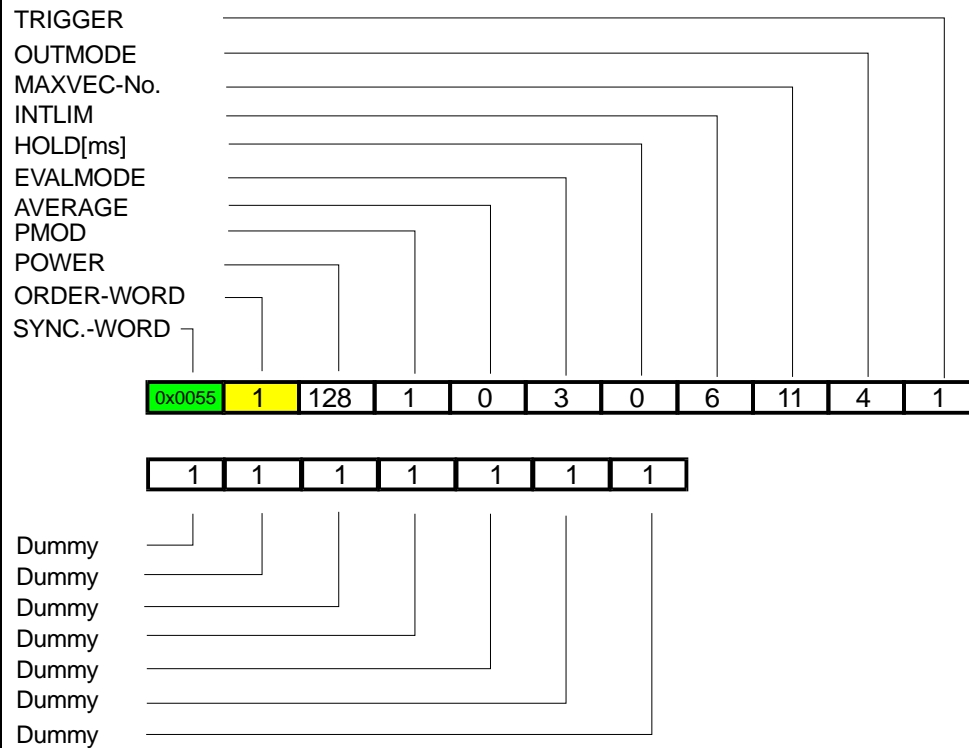 TRIGGER
OUTMODE
MAXVEC-No.
INTLIM
HOLD[ms]
EVALMODE
AVERAGE
PMOD
POWER
ORDER-WORD
SYNC.-WORD
0x0055 1 128 1 0 3 0 6 11 4 1
1 1 1 1 1 1 1
Dummy
Dummy
Dummy
Dummy
Dummy
Dummy
Dummy